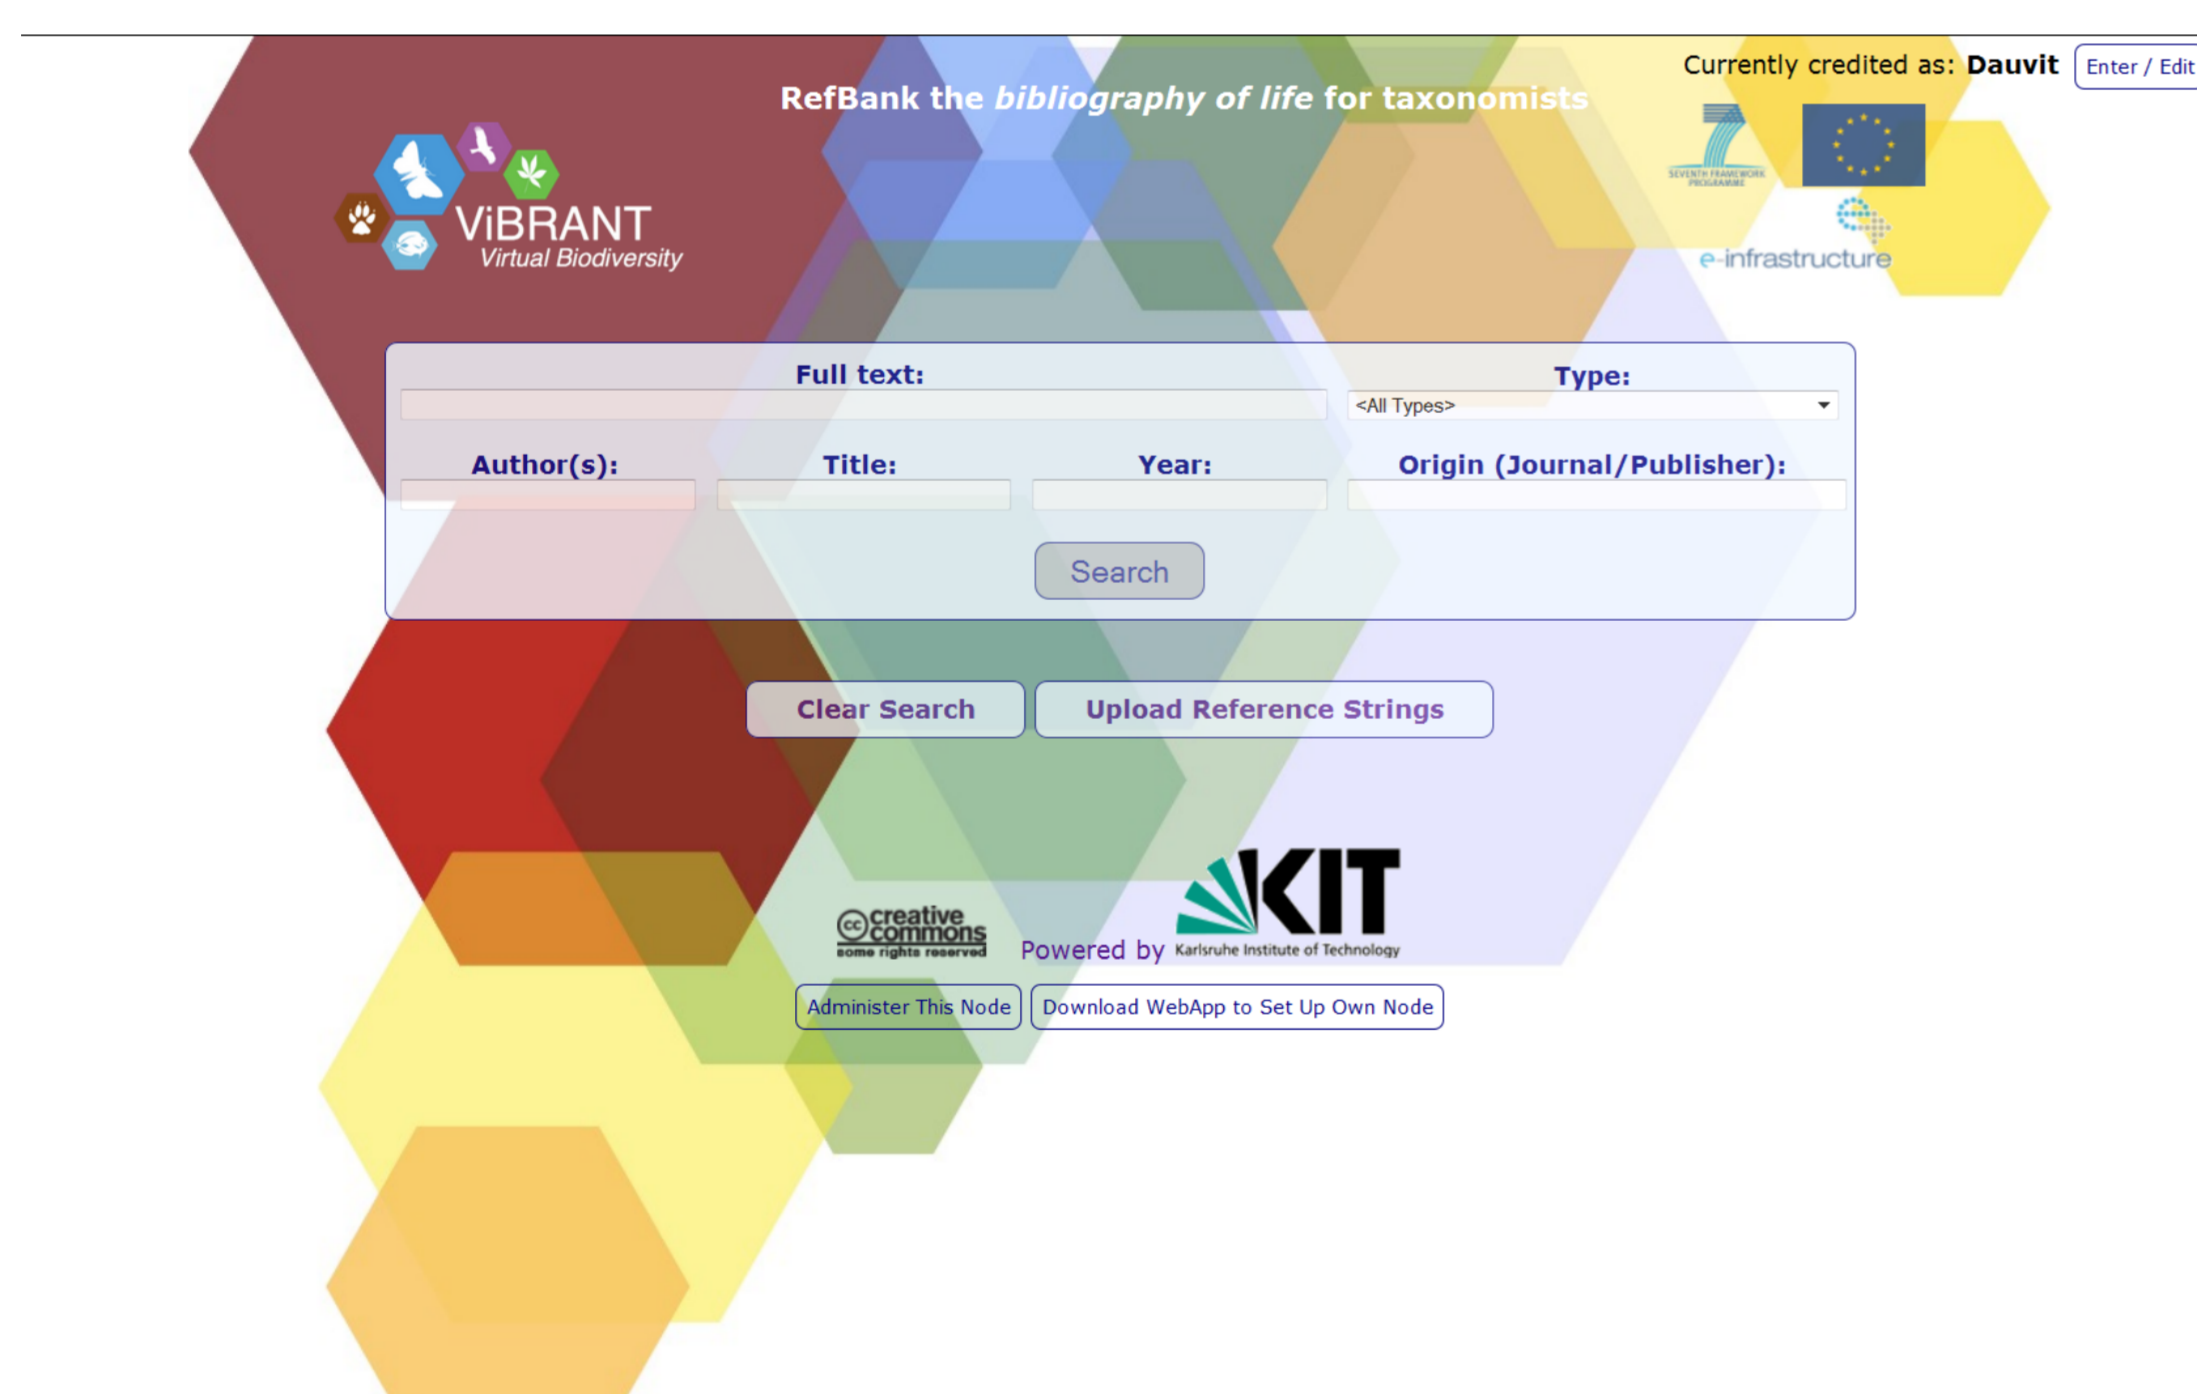 Currently credited as: Dauvit Enter / Edit
RefBank the bibliography of life for taxonomists
7
SEVENTH FRAMEWORK
PROGRAMME
ViBRANT
Virtual Biodiversity
e-infrastructure
Full text: Type:
<All Types>
Author(s): Title: Year: Origin (Journal/Publisher):
Search
Clear Search Upload Reference Strings
cc creative
commons
some rights reserved
Powered by KIT
Karlsruhe Institute of Technology
Administer This Node Download WebApp to Set Up Own Node